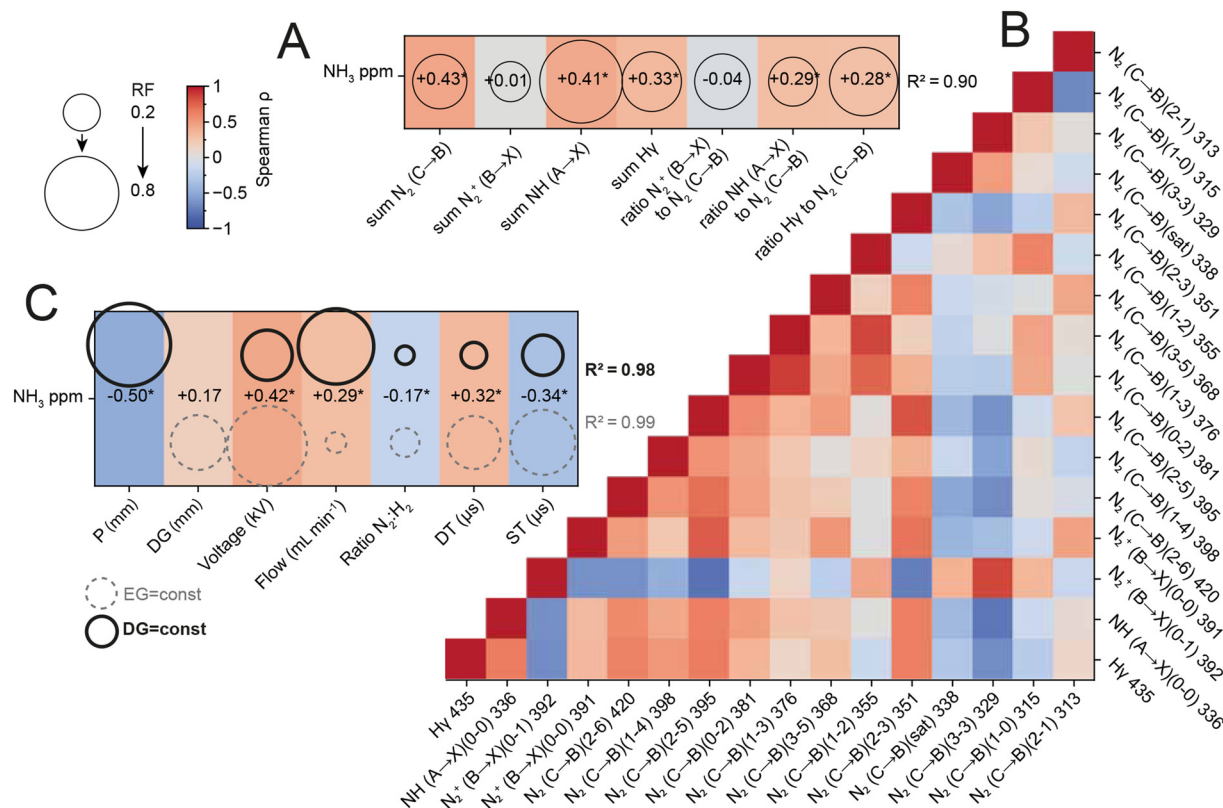 A
RF
0.2
0.8
1
0.5
0
−0.5
−1
Spearman ρ
NH₃ ppm
+0.43*
+0.01
+0.41*
+0.33*
-0.04
+0.29*
+0.28*
R² = 0.90
sum N₂ (C→B)
sum N₂⁺ (B→X)
sum NH (A→X)
sum Hγ
ratio N₂⁺ (B→X)
to N₂ (C→B)
ratio NH (A→X)
to N₂ (C→B)
ratio Hγ to N₂ (C→B)
B
N₂ (C→B)(2-1) 313
N₂ (C→B)(1-0) 315
N₂ (C→B)(3-3) 329
N₂ (C→B)(sat) 338
N₂ (C→B)(2-3) 351
N₂ (C→B)(1-2) 355
N₂ (C→B)(3-5) 368
N₂ (C→B)(1-3) 376
N₂ (C→B)(0-2) 381
N₂ (C→B)(2-5) 395
N₂ (C→B)(1-4) 398
N₂ (C→B)(2-6) 420
N₂⁺ (B→X)(0-0) 391
N₂⁺ (B→X)(0-1) 392
NH (A→X)(0-0) 336
Hγ 435
Hγ 435
NH (A→X)(0-0) 336
N₂⁺ (B→X)(0-1) 392
N₂⁺ (B→X)(0-0) 391
N₂ (C→B)(2-6) 420
N₂ (C→B)(1-4) 398
N₂ (C→B)(2-5) 395
N₂ (C→B)(0-2) 381
N₂ (C→B)(1-3) 376
N₂ (C→B)(3-5) 368
N₂ (C→B)(1-2) 355
N₂ (C→B)(2-3) 351
N₂ (C→B)(sat) 338
N₂ (C→B)(3-3) 329
N₂ (C→B)(1-0) 315
N₂ (C→B)(2-1) 313
C
NH₃ ppm
-0.50*
+0.17
+0.42*
+0.29*
-0.17*
+0.32*
-0.34*
R² = 0.98
R² = 0.99
P (mm)
DG (mm)
Voltage (KV)
Flow (mL min⁻¹)
Ratio N₂:H₂
DT (μs)
ST (μs)
EG=const
DG=const